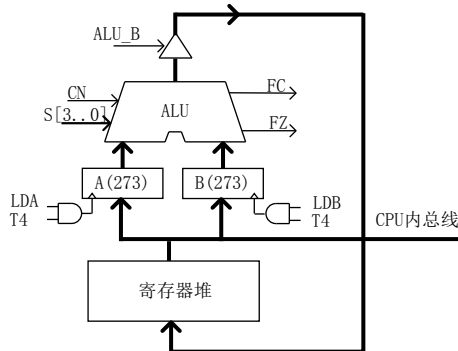 ALU_B
CN
S[3..0]
ALU
FC
FZ
A(273)
B(273)
LDA
T4
LDB
T4
CPU内总线
寄存器堆